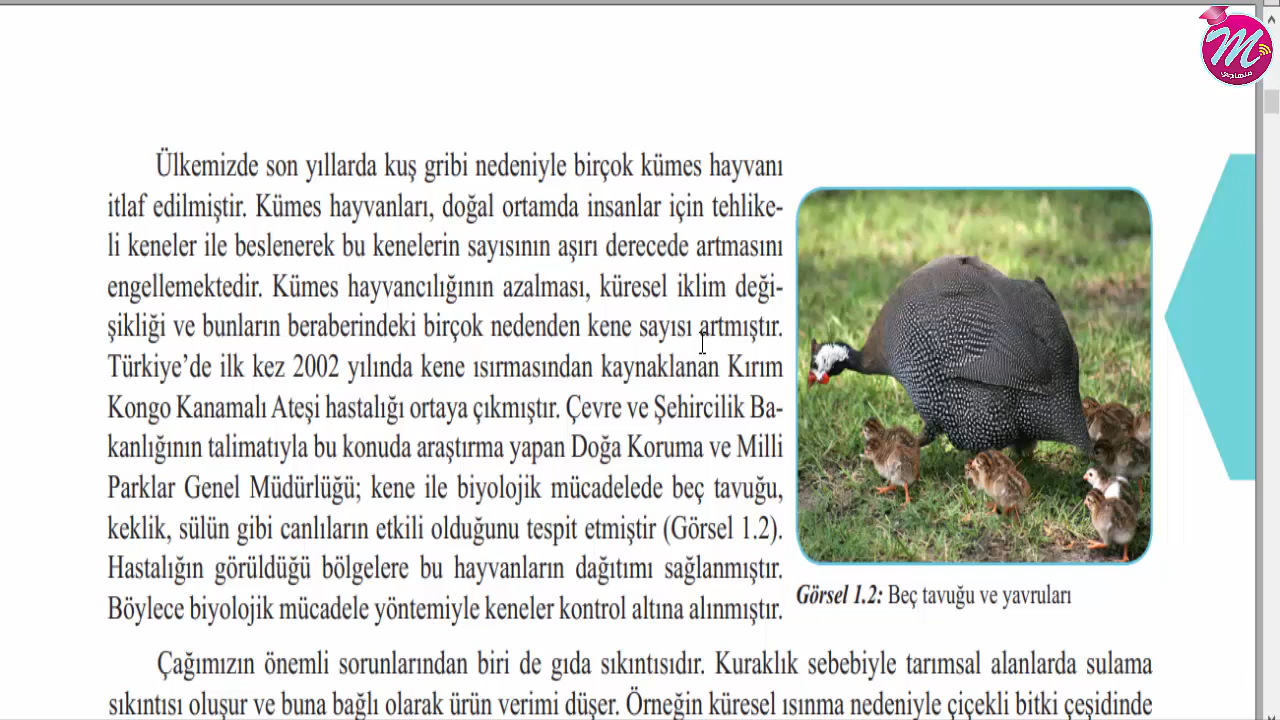 Ülkemizde son yıllarda kuş gribi nedeniyle birçok kümes hayvanı
itlaf edilmiştir. Kümes hayvanları, doğal ortamda insanlar için tehlike-
li keneler ile beslenerek bu kenelerin sayısının aşırı derecede artmasını
engellemektedir. Kümes hayvancılığının azalması, küresel iklim deği-
şikliği ve bunların beraberindeki birçok nedenden kene sayısı artmıştır.
Türkiye’de ilk kez 2002 yılında kene ısırmasından kaynaklanan Kırım
Kongo Kanamalı Ateşi hastalığı ortaya çıkmıştır. Çevre ve Şehircilik Ba-
kanlığının talimatıyla bu konuda araştırma yapan Doğa Koruma ve Milli
Parklar Genel Müdürlüğü; kene ile biyolojik mücadelede beç tavuğu,
keklik, sülün gibi canlıların etkili olduğunu tespit etmiştir (Görsel 1.2).
Hastalığın görüldüğü bölgelere bu hayvanların dağıtımı sağlanmıştır.
Böylece biyolojik mücadele yöntemiyle keneler kontrol altına alınmıştır.
Görsel 1.2: Beç tavuğu ve yavruları
Çağımızın önemli sorunlarından biri de gıda sıkıntısıdır. Kuraklık sebebiyle tarımsal alanlarda sulama
sıkıntısı oluşur ve buna bağlı olarak ürün verimi düşer. Örneğin küresel ısınma nedeniyle çiçekli bitki çeşidinde
M
منهاجي